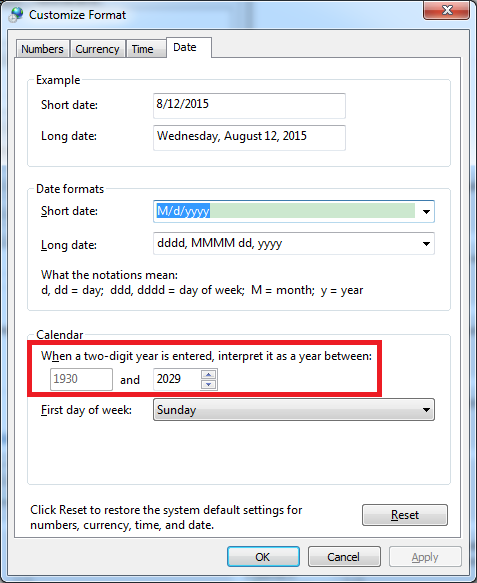 Customize Format
Numbers Currency Time Date
Example
Short date: 8/12/2015
Long date: Wednesday, August 12, 2015
Date formats
Short date: M/d/yyyy
Long date: dddd, MMMM dd, yyyy
What the notations mean:
d, dd = day; ddd, dddd = day of week; M = month; y = year
Calendar
When a two-digit year is entered, interpret it as a year between:
1930 and 2029
First day of week: Sunday
Click Reset to restore the system default settings for
numbers, currency, time, and date.
Reset
OK Cancel Apply